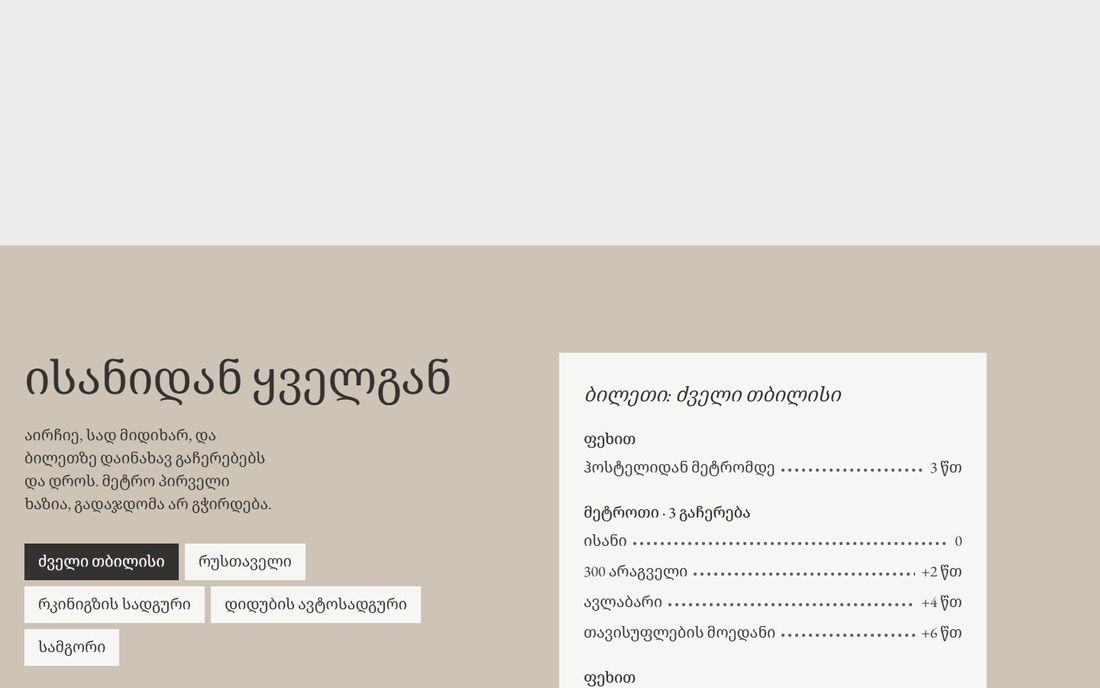 ისანიდან ყველგან
აირჩიე, სად მიდიხარ, და
ბილეთზე დაინახავ გაჩერებებს
და დროს. მეტრო პირველი
ხაზია, გადაჯდომა არ გჭირდება.
ძველი თბილისი
რუსთაველი
რკინიგზის სადგური
დიდუბის ავტოსადგური
სამგორი
ბილეთი: ძველი თბილისი
ფეხით
ჰოსტელიდან მეტრომდე 3 წთ
მეტროთი · 3 გაჩერება
ისანი 0
300 არაგველი +2 წთ
ავლაბარი +4 წთ
თავისუფლების მოედანი +6 წთ
ფეხით